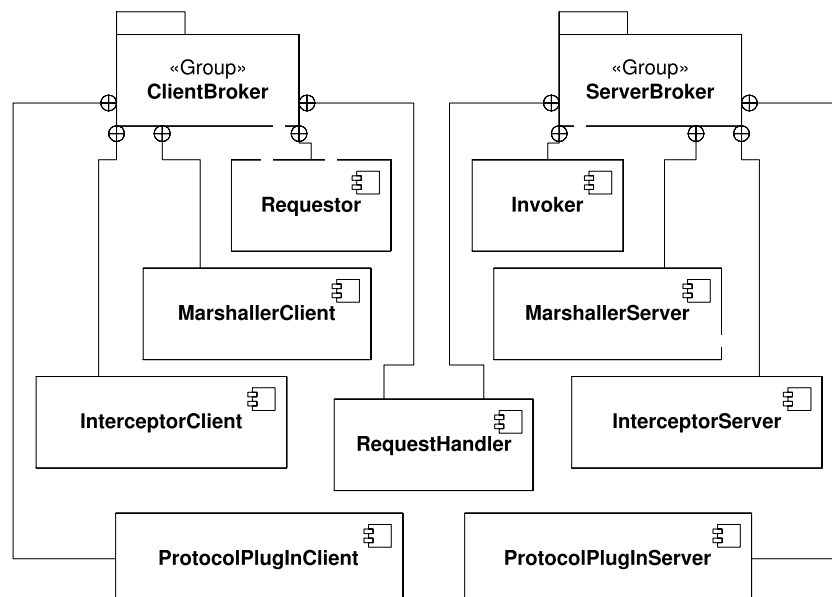 «Group»
ClientBroker
«Group»
ServerBroker
Requestor
Invoker
MarshallerClient
MarshallerServer
InterceptorClient
InterceptorServer
RequestHandler
ProtocolPlugInClient
ProtocolPlugInServer